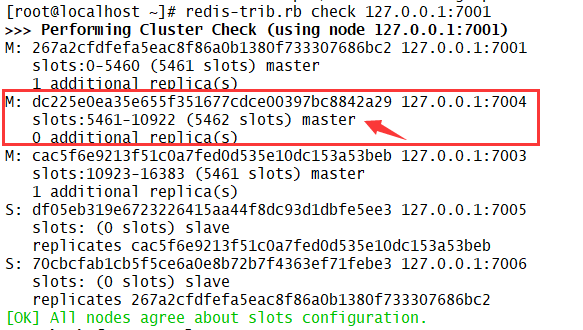 [root@localhost ~]# redis-trib.rb check 127.0.0.1:7001
>>> Performing Cluster Check (using node 127.0.0.1:7001)
M: 267a2cfdfefa5eac8f86a0b1380f733307686bc2 127.0.0.1:7001
slots:0-5460 (5461 slots) master
1 additional replica(s)
M: dc225e0ea35e655f351677cdce00397bc8842a29 127.0.0.1:7004
slots:5461-10922 (5462 slots) master
0 additional replica(s)
M: cac5f6e9213f51c0a7fed0d535e10dc153a53beb 127.0.0.1:7003
slots:10923-16383 (5461 slots) master
1 additional replica(s)
S: df05eb319e6723226415aa44f8dc93d1dbfe5ee3 127.0.0.1:7005
slots: (0 slots) slave
replicates cac5f6e9213f51c0a7fed0d535e10dc153a53beb
S: 70cbcfab1cb5f5ce6a0e8b72b7f4363ef71febe3 127.0.0.1:7006
slots: (0 slots) slave
replicates 267a2cfdfefa5eac8f86a0b1380f733307686bc2
[OK] All nodes agree about slots configuration.